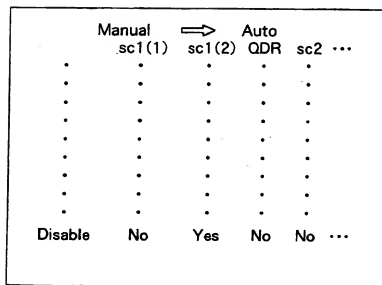 Manual ⇒ Auto
sc1(1) sc1(2) QDR sc2 ···
Disable No Yes No No ···